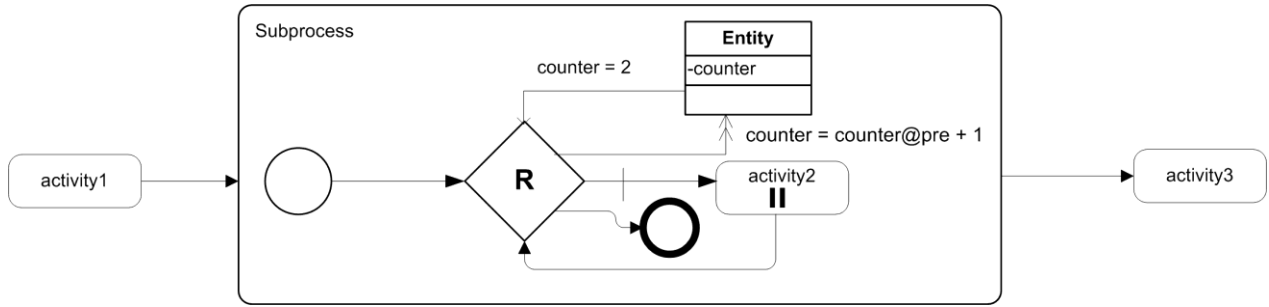 Subprocess
Entity
-counter
counter = 2
counter = counter@pre + 1
activity1
R
activity2
activity3